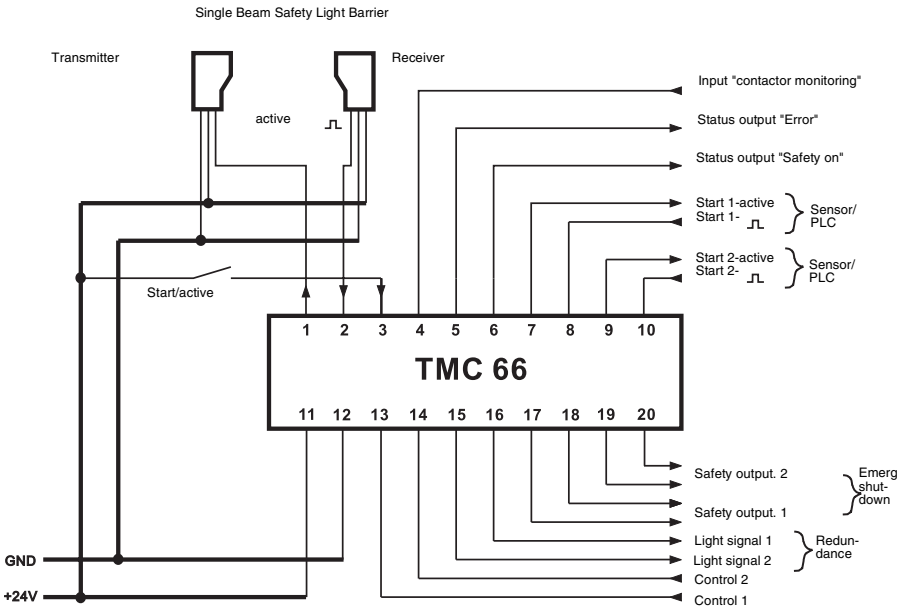 Single Beam Safety Light Barrier
Transmitter
Receiver
active
Input "contactor monitoring"
Status output "Error"
Status output "Safety on"
Start 1-active
Start 1-
Sensor/
PLC
Start 2-active
Start 2-
Sensor/
PLC
Start/active
1 2 3 4 5 6 7 8 9 10
TMC 66
11 12 13 14 15 16 17 18 19 20
Safety output. 2
Safety output. 1
Emerg
shut-
down
Light signal 1
Light signal 2
Redun-
dance
Control 2
Control 1
GND
+24V